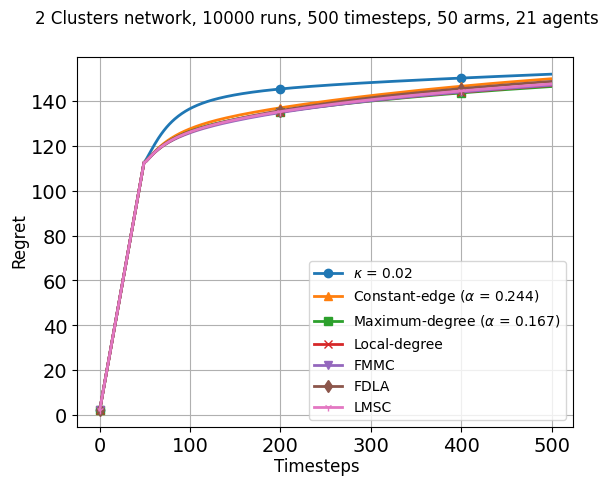 2 Clusters network, 10000 runs, 500 timesteps, 50 arms, 21 agents
140
120
100
80
60
40
20
0
Regret
κ = 0.02
Constant-edge (α = 0.244)
Maximum-degree (α = 0.167)
Local-degree
FMMC
FDLA
LMSC
0 100 200 300 400 500
Timesteps